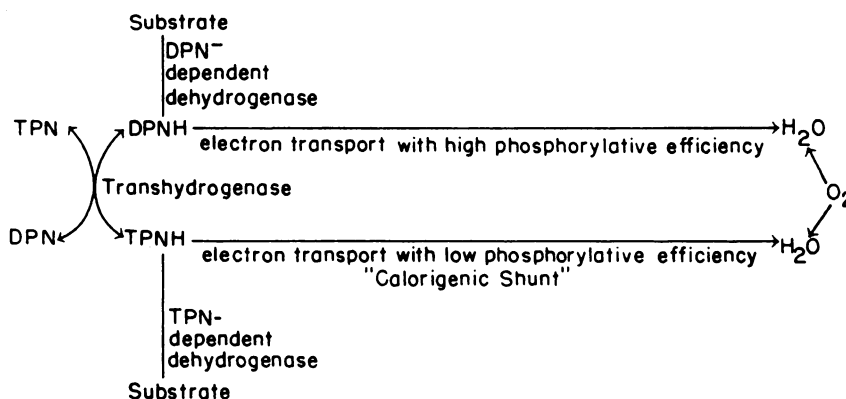 Substrate
DPN⁻
dependent
dehydrogenase
TPN DPNH H₂O
electron transport with high phosphorylative efficiency
Transhydrogenase O₂
DPN TPNH H₂O
electron transport with low phosphorylative efficiency
"Calorigenic Shunt"
TPN-
dependent
dehydrogenase
Substrate